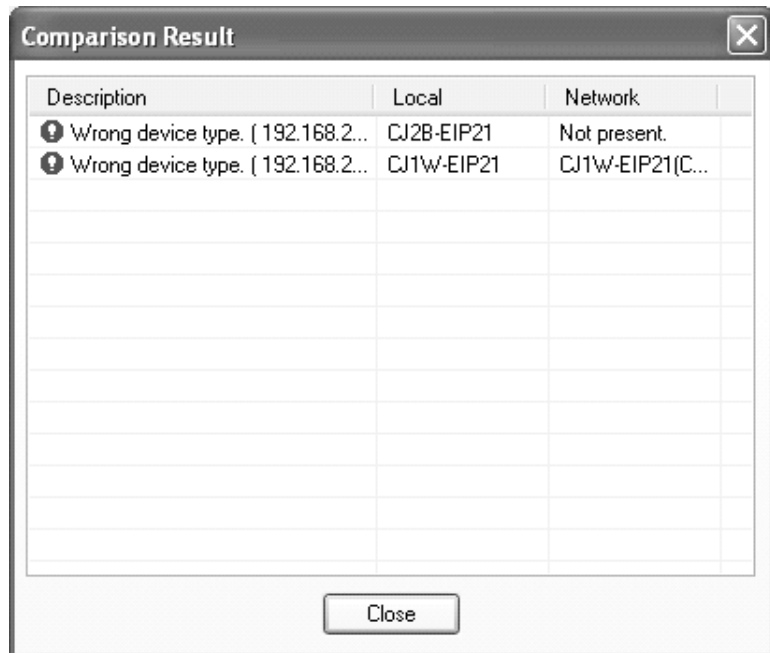 Comparison Result
Description Local Network
Wrong device type. ( 192.168.2... CJ2B-EIP21 Not present.
Wrong device type. ( 192.168.2... CJ1W-EIP21 CJ1W-EIP21(C...
Close